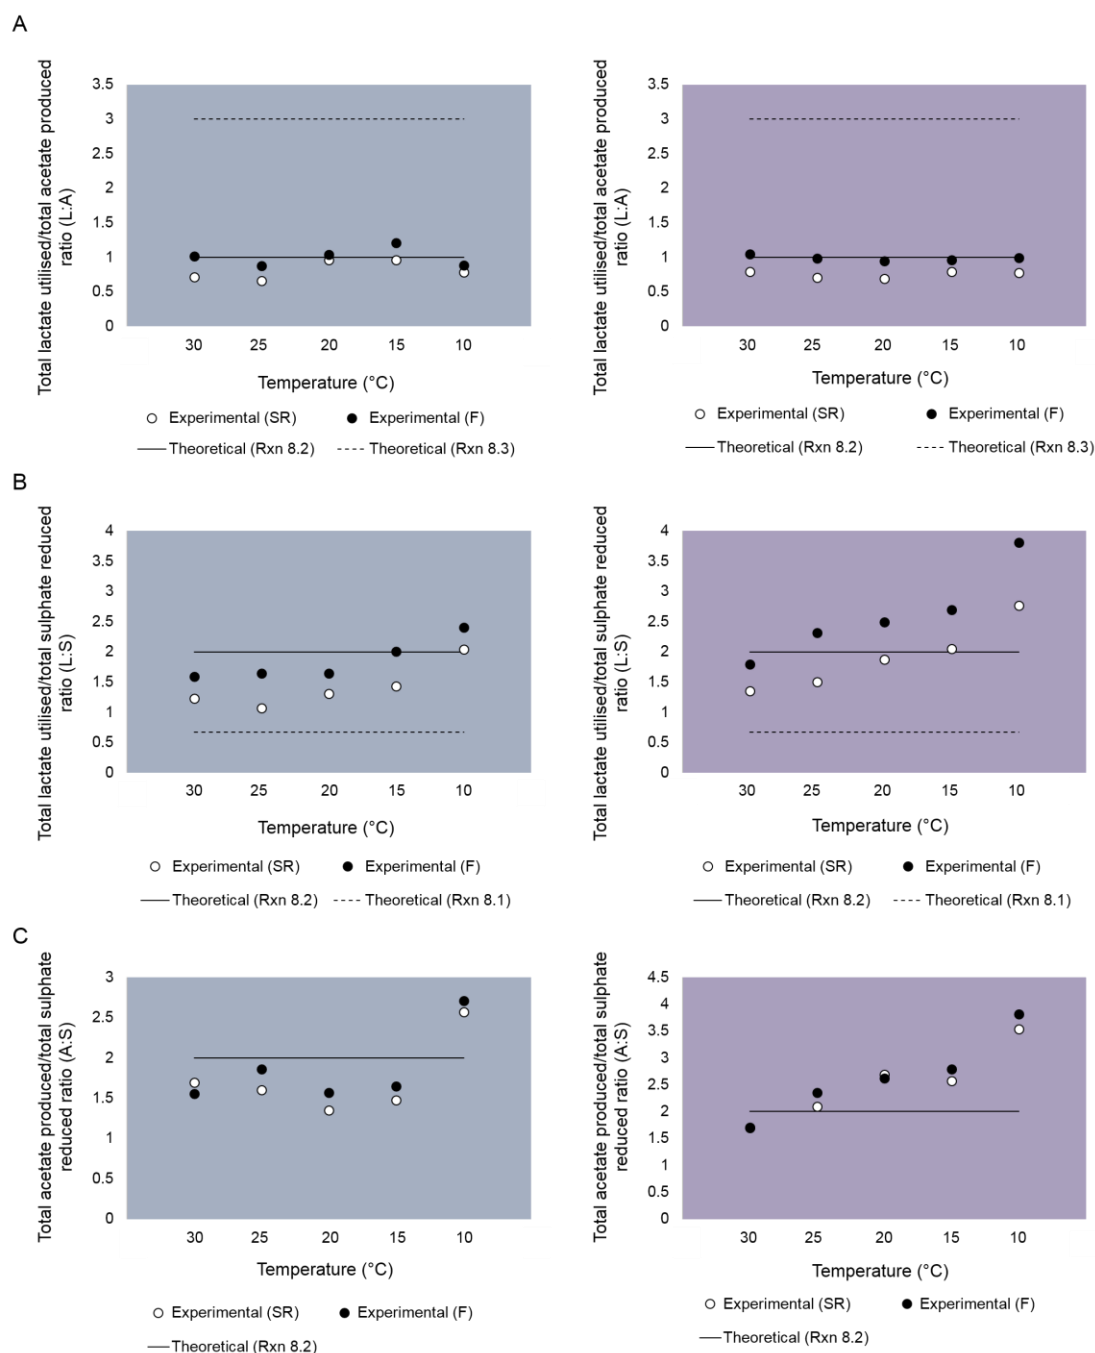 A
Total lactate utilised/total acetate produced
ratio (L:A)
3.5
3
2.5
2
1.5
1
0.5
0
30 25 20 15 10
Temperature (°C)
Experimental (SR) Experimental (F)
Theoretical (Rxn 8.2) Theoretical (Rxn 8.3)
Total lactate utilised/total acetate produced
ratio (L:A)
3.5
3
2.5
2
1.5
1
0.5
0
30 25 20 15 10
Temperature (°C)
Experimental (SR) Experimental (F)
Theoretical (Rxn 8.2) Theoretical (Rxn 8.3)
B
Total lactate utilised/total sulphate reduced
ratio (L:S)
4
3.5
3
2.5
2
1.5
1
0.5
0
30 25 20 15 10
Temperature (°C)
Experimental (SR) Experimental (F)
Theoretical (Rxn 8.2) Theoretical (Rxn 8.1)
Total lactate utilised/total sulphate reduced
ratio (L:S)
4
3.5
3
2.5
2
1.5
1
0.5
0
30 25 20 15 10
Temperature (°C)
Experimental (SR) Experimental (F)
Theoretical (Rxn 8.2) Theoretical (Rxn 8.1)
C
Total acetate produced/total sulphate
reduced ratio (A:S)
3
2.5
2
1.5
1
0.5
0
30 25 20 15 10
Temperature (°C)
Experimental (SR) Experimental (F)
Theoretical (Rxn 8.2)
Total acetate produced/total sulphate
reduced ratio (A:S)
4.5
4
3.5
3
2.5
2
1.5
1
0.5
0
30 25 20 15 10
Temperature (°C)
Experimental (SR) Experimental (F)
Theoretical (Rxn 8.2)